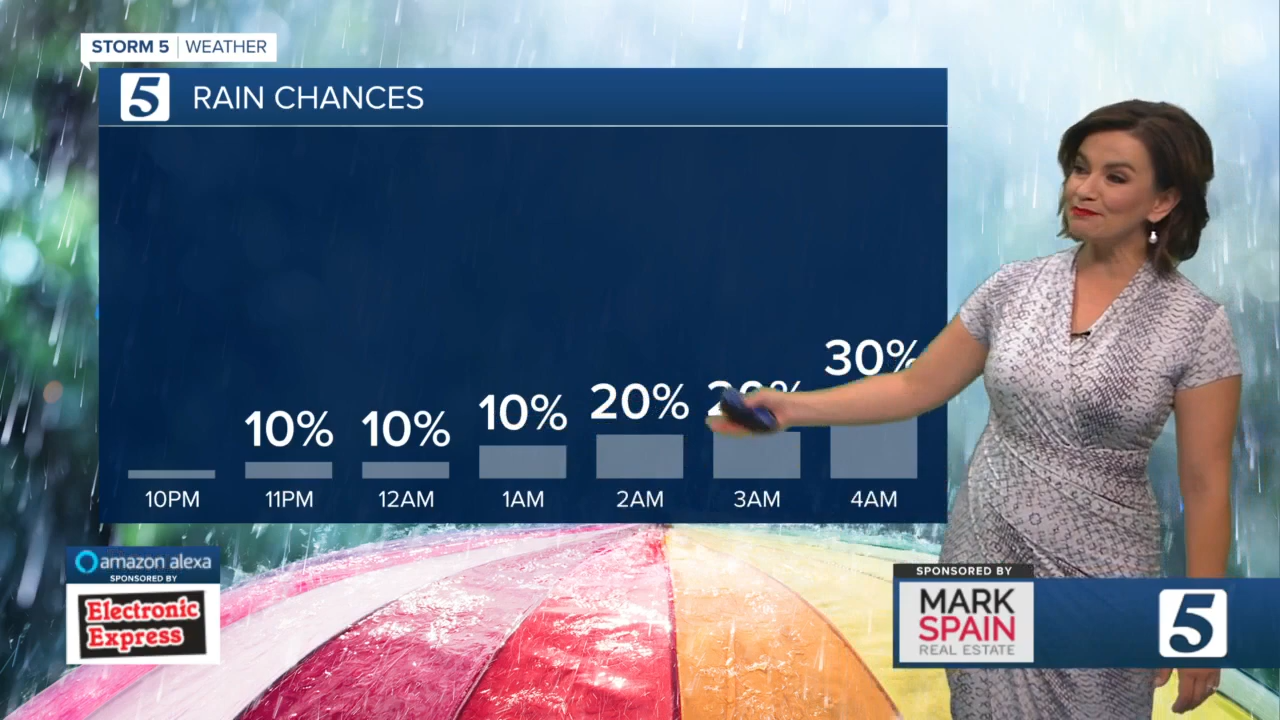 STORM 5 | WEATHER
5 RAIN CHANCES
10% 10% 10% 20% 20% 30%
10PM 11PM 12AM 1AM 2AM 3AM 4AM
amazon alexa
SPONSORED BY
Electronic
Express
SPONSORED BY
MARK
SPAIN
REAL ESTATE
5